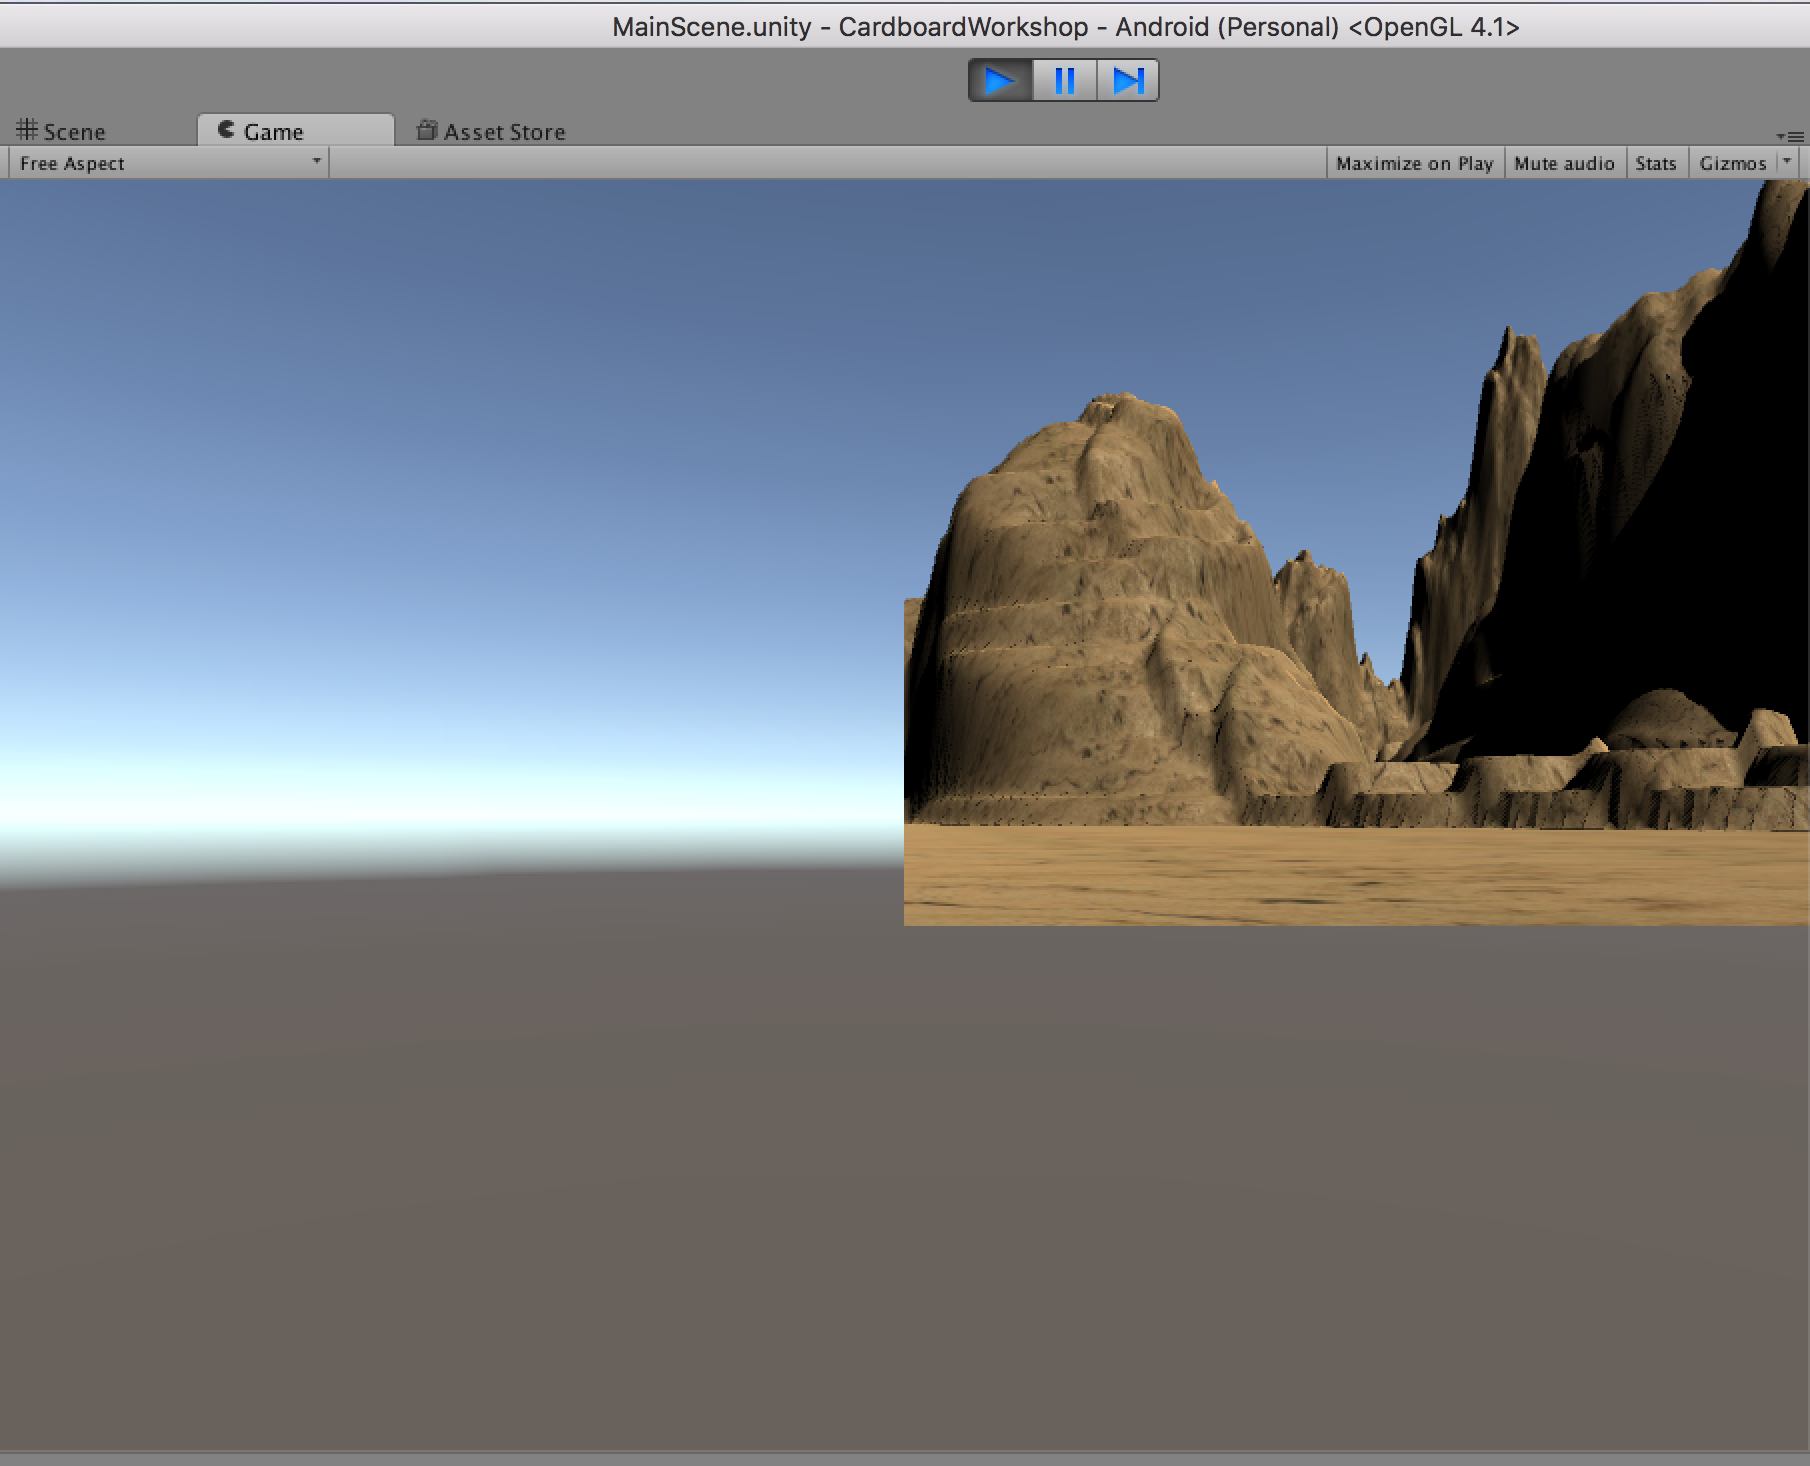 MainScene.unity - CardboardWorkshop - Android (Personal) <OpenGL 4.1>
Scene Game Asset Store
Free Aspect Maximize on Play Mute audio Stats Gizmos